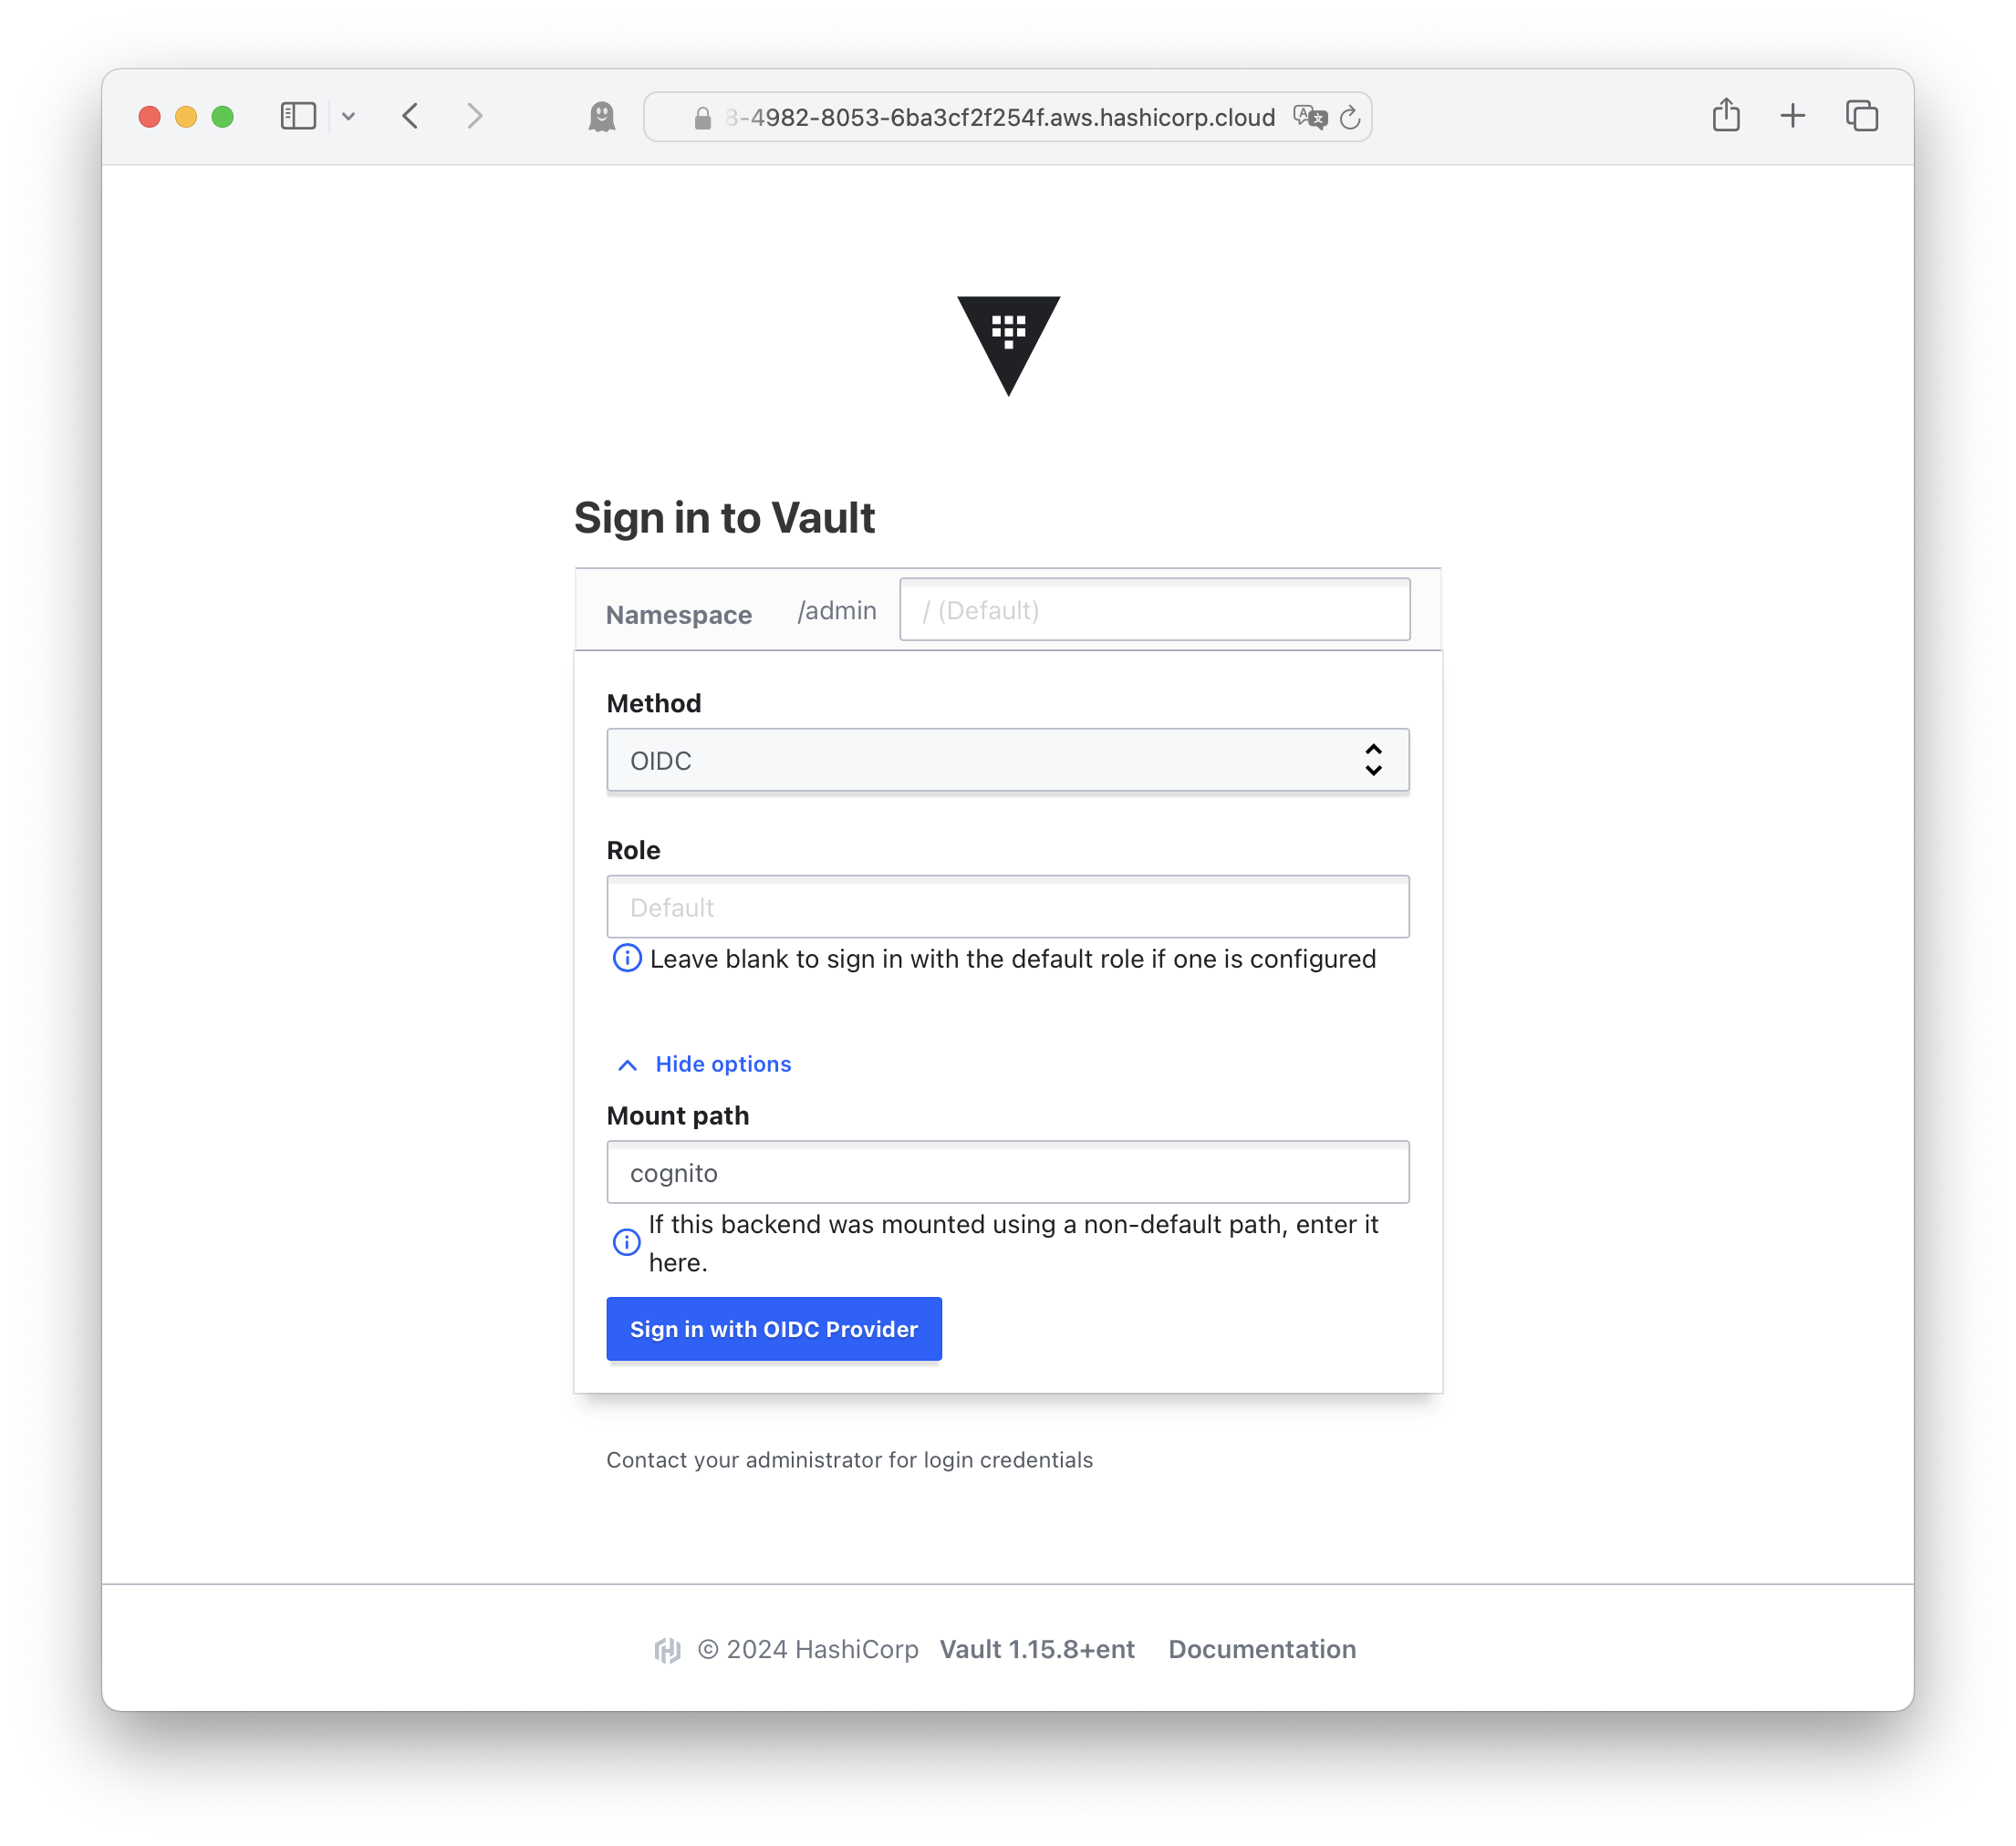 8-4982-8053-6ba3cf2f254f.aws.hashicorp.cloud
Sign in to Vault
Namespace /admin / (Default)
Method
OIDC
Role
Default
Leave blank to sign in with the default role if one is configured
Hide options
Mount path
cognito
If this backend was mounted using a non-default path, enter it
here.
Sign in with OIDC Provider
Contact your administrator for login credentials
© 2024 HashiCorp Vault 1.15.8+ent Documentation